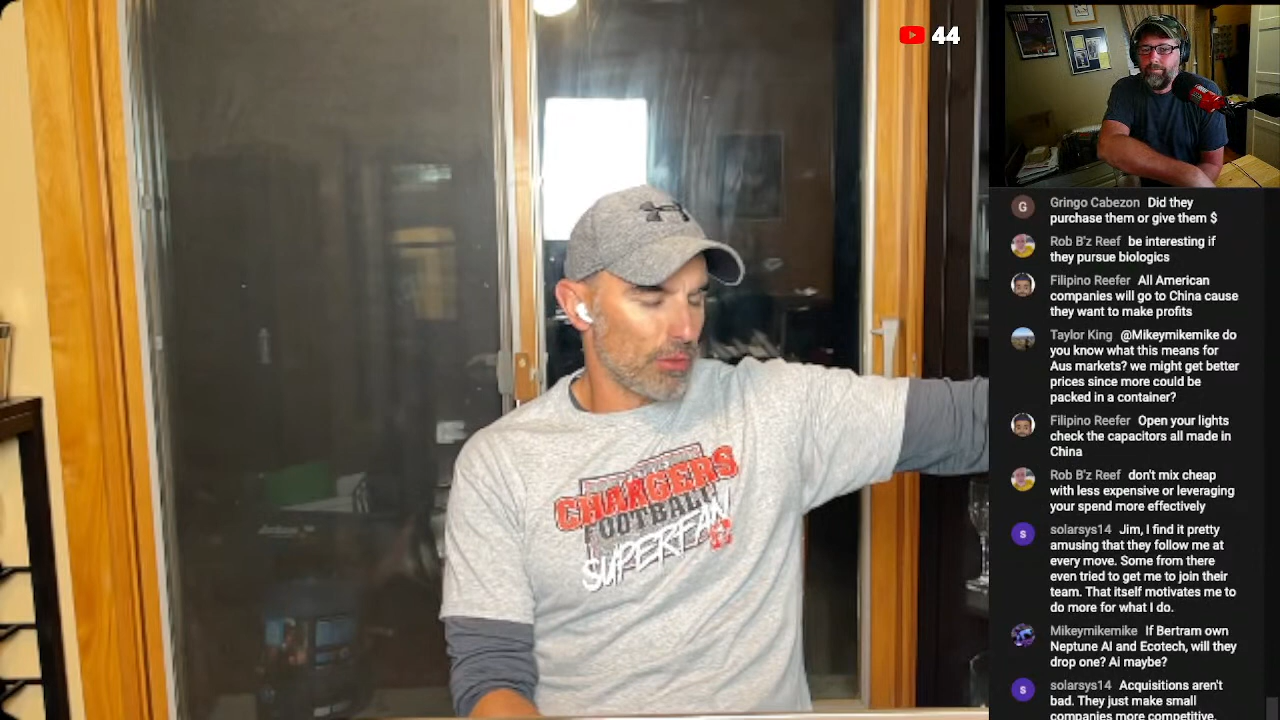 44
CHARGERS
FOOTBALL
SUPERFAN
G
Gringo Cabezon Did they
purchase them or give them $
Rob B'z Reef be interesting if
they pursue biologics
Filipino Reefer All American
companies will go to China cause
they want to make profits
Taylor King @Mikeymikemike do
you know what this means for
Aus markets? we might get better
prices since more could be
packed in a container?
Filipino Reefer Open your lights
check the capacitors all made in
China
Rob B'z Reef don't mix cheap
with less expensive or leveraging
your spend more effectively
s
solarsys14 Jim, I find it pretty
amusing that they follow me at
every move. Some from there
even tried to get me to join their
team. That itself motivates me to
do more for what I do.
Mikeymikemike If Bertram own
Neptune AI and Ecotech, will they
drop one? Ai maybe?
s
solarsys14 Acquisitions aren't
bad. They just make small
companies more competitive.